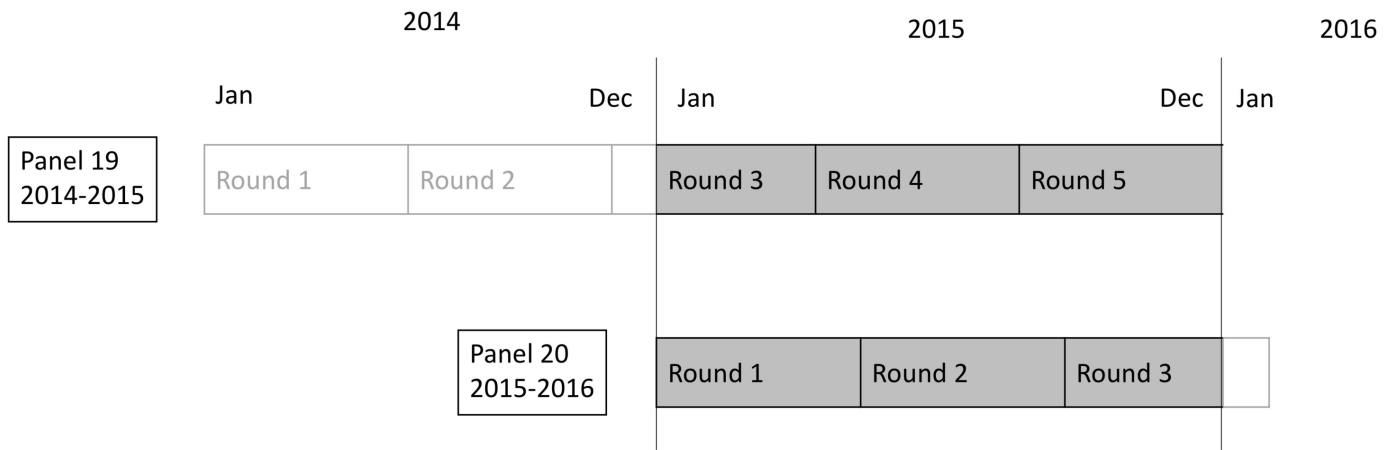 2014 2015 2016
Jan Dec Jan Dec Jan
Panel 19
2014-2015
Round 1 Round 2 Round 3 Round 4 Round 5
Panel 20
2015-2016
Round 1 Round 2 Round 3